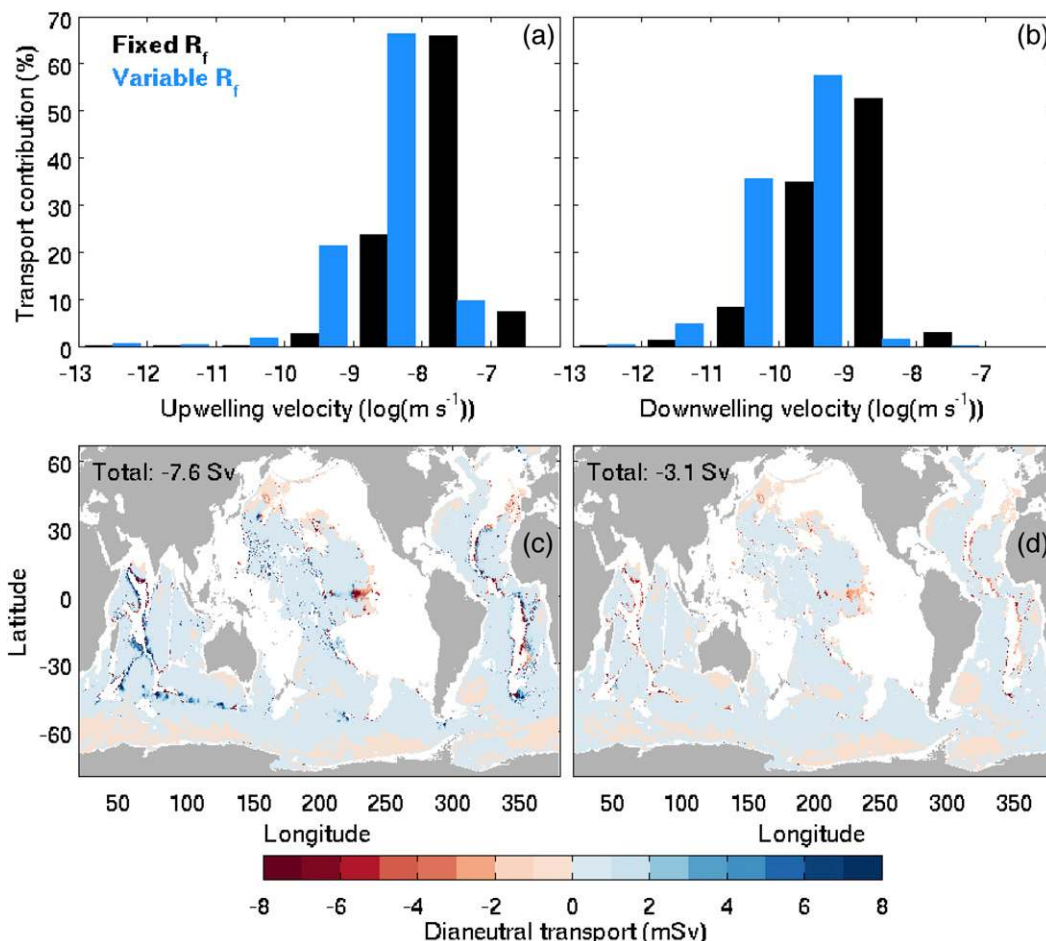 70
60
50
40
30
20
10
0
Transport contribution (%)
Fixed R_f
Variable R_f
(a)
(b)
-13 -12 -11 -10 -9 -8 -7
-13 -12 -11 -10 -9 -8 -7
Upwelling velocity (log(m s⁻¹))
Downwelling velocity (log(m s⁻¹))
60
30
0
-30
-60
Latitude
Total: -7.6 Sv
(c)
Total: -3.1 Sv
(d)
50 100 150 200 250 300 350
50 100 150 200 250 300 350
Longitude
Longitude
-8 -6 -4 -2 0 2 4 6 8
Dianeutral transport (mSv)